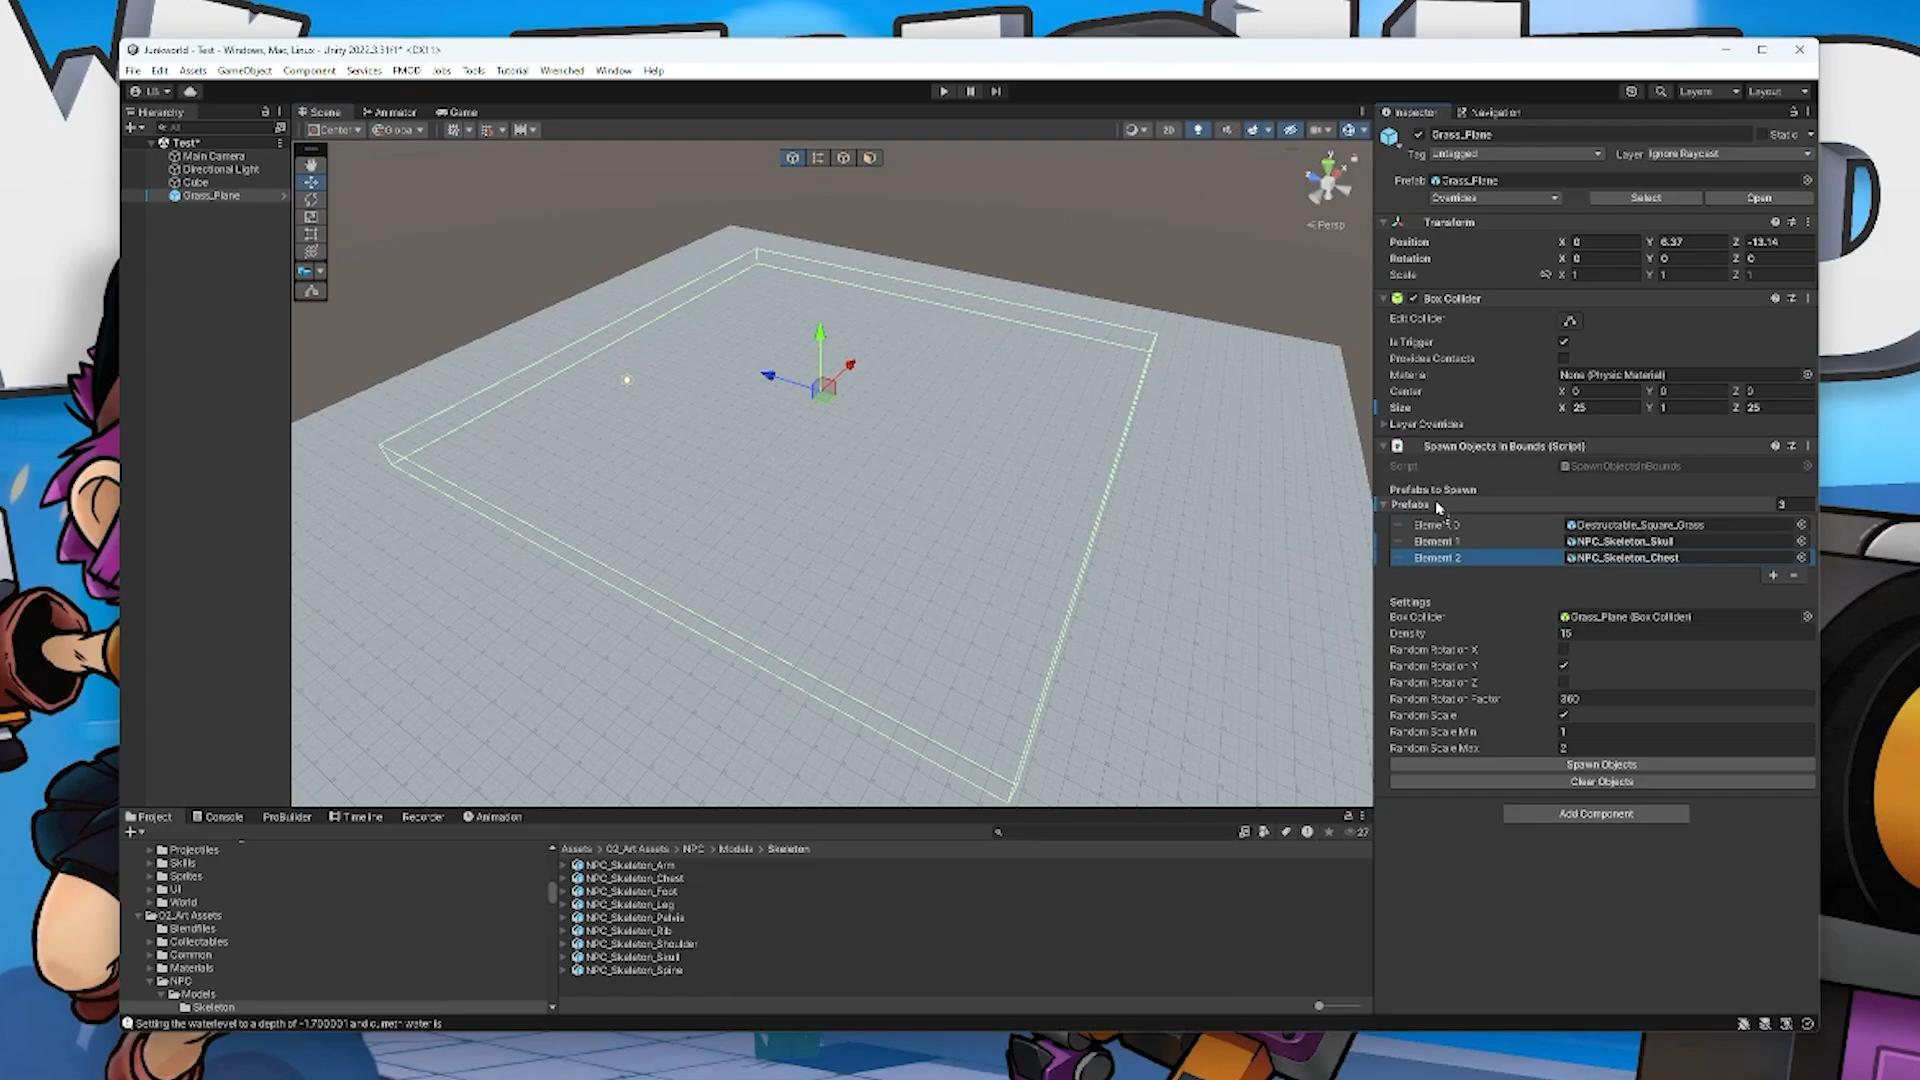 Junkworld - Test - Windows, Mac, Linux - Unity 2022.3.31f1* <DX11>
File Edit Assets GameObject Component Services FMOD Jobs Tools Tutorial Wrenched Window Help
Layers Layout
Hierarchy
All
Test*
Main Camera
Directional Light
Cube
Grass_Plane
Scene Animator Game
Center Global
2D
y
x
z
Persp
Inspector Navigation
Grass_Plane Static
Tag Untagged Layer Ignore Raycast
Prefab Grass_Plane
Overrides Select Open
Transform
Position X 0 Y 6.37 Z -13.14
Rotation X 0 Y 0 Z 0
Scale X 1 Y 1 Z 1
Box Collider
Edit Collider
Is Trigger
Provides Contacts
Material None (Physic Material)
Center X 0 Y 0 Z 0
Size X 25 Y 1 Z 25
Layer Overrides
Spawn Objects In Bounds (Script)
Script SpawnObjectsInBounds
Prefabs to Spawn
Prefabs 3
Element 0 Destructable_Square_Grass
Element 1 NPC_Skeleton_Skull
Element 2 NPC_Skeleton_Chest
Settings
Box Collider Grass_Plane (Box Collider)
Density 15
Random Rotation X
Random Rotation Y
Random Rotation Z
Random Rotation Factor 360
Random Scale
Random Scale Min 1
Random Scale Max 2
Spawn Objects
Clear Objects
Add Component
Project Console ProBuilder Timeline Recorder Animation
27
Projectiles
Skills
Sprites
UI
World
02_Art Assets
Blendfiles
Collectables
Common
Materials
NPC
Models
Skeleton
Assets > 02_Art Assets > NPC > Models > Skeleton
NPC_Skeleton_Arm
NPC_Skeleton_Chest
NPC_Skeleton_Foot
NPC_Skeleton_Leg
NPC_Skeleton_Pelvis
NPC_Skeleton_Rib
NPC_Skeleton_Shoulder
NPC_Skeleton_Skull
NPC_Skeleton_Spine
Setting the waterlevel to a depth of -1.700001 and current water is